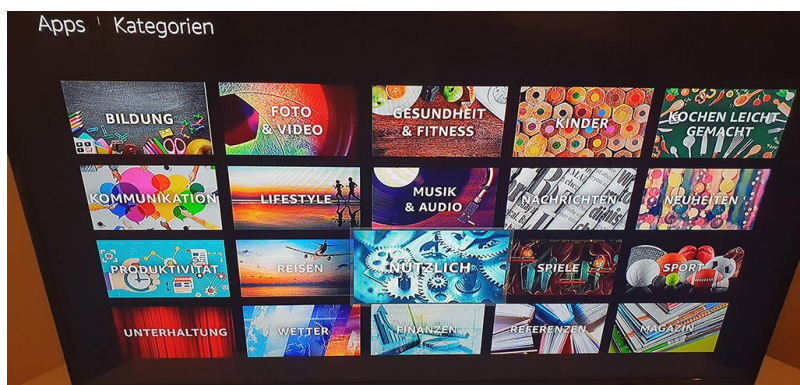 Apps | Kategorien
BILDUNG
FOTO
& VIDEO
GESUNDHEIT
& FITNESS
KINDER
KOCHEN LEICHT
GEMACHT
KOMMUNIKATION
LIFESTYLE
MUSIK
& AUDIO
NACHRICHTEN
NEUHEITEN
PRODUKTIVITÄT
REISEN
NÜTZLICH
SPIELE
SPORT
UNTERHALTUNG
WETTER
FINANZEN
REFERENZEN
MAGAZIN